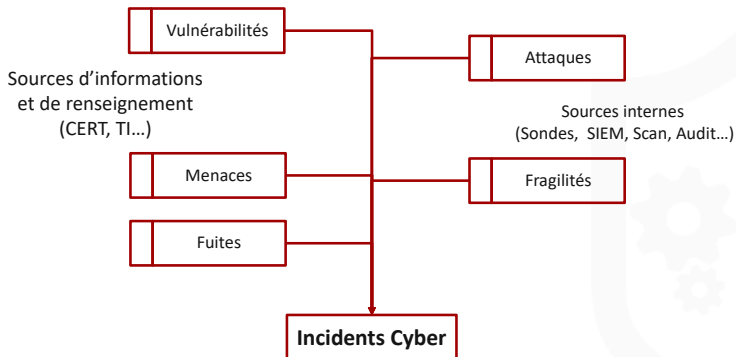 Vulnérabilités
Attaques
Sources d’informations
et de renseignement
(CERT, TI…)
Sources internes
(Sondes, SIEM, Scan, Audit…)
Menaces
Fragilités
Fuites
Incidents Cyber